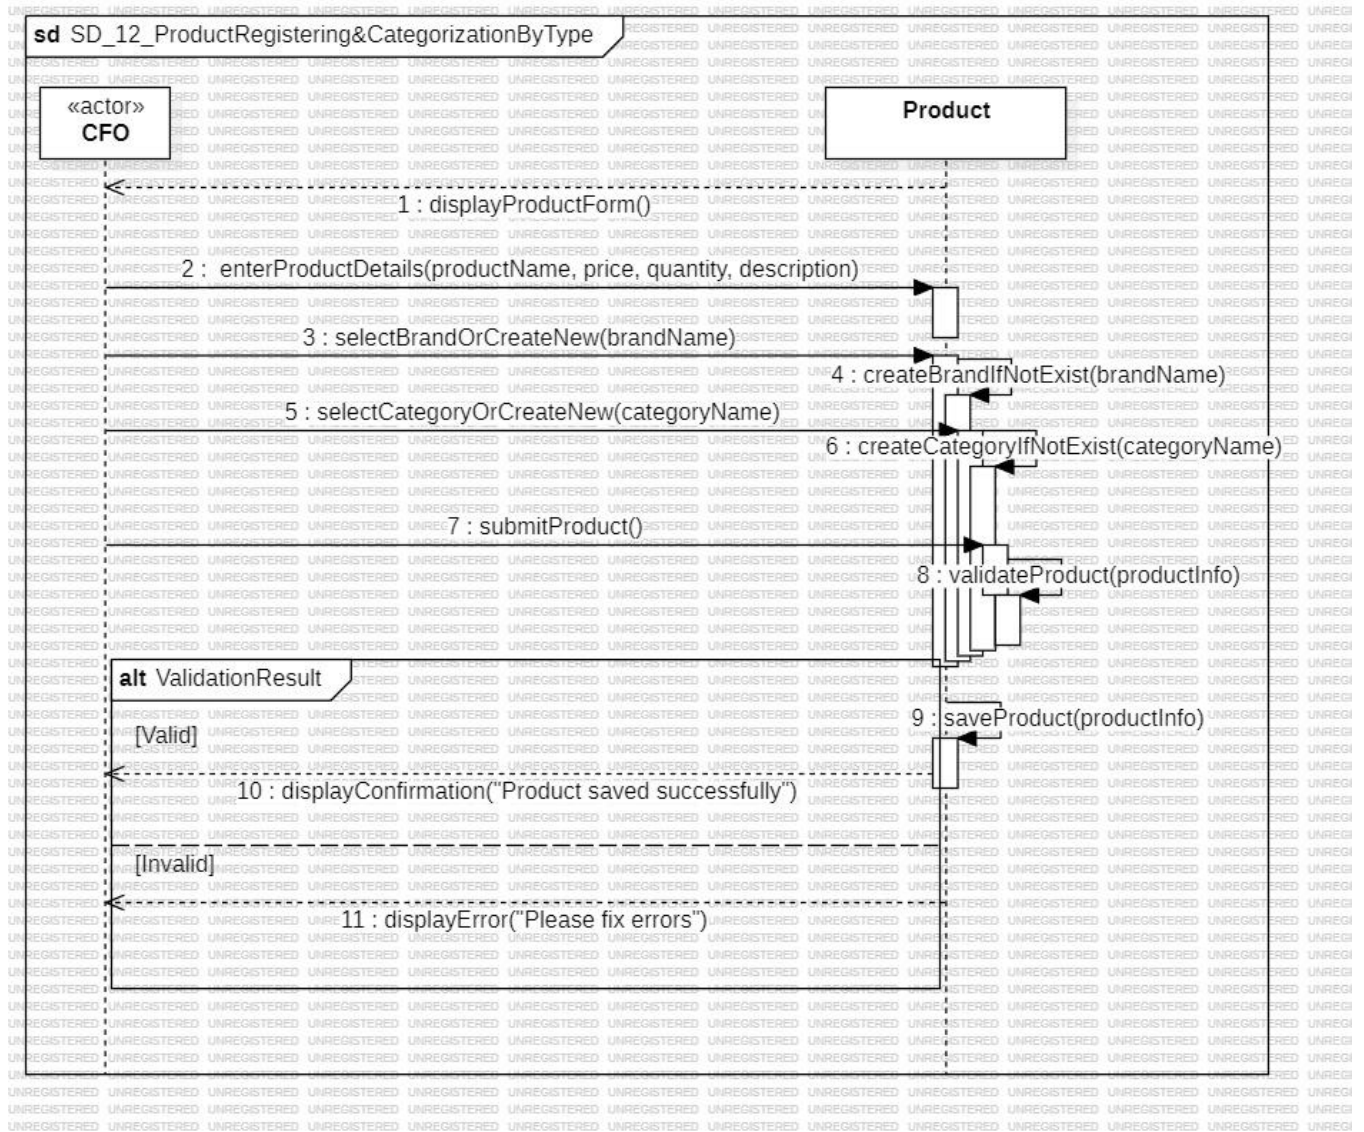 sd SD_12_ProductRegistering&CategorizationByType
«actor»
CFO
Product
1 : displayProductForm()
2 : enterProductDetails(productName, price, quantity, description)
3 : selectBrandOrCreateNew(brandName)
4 : createBrandIfNotExist(brandName)
5 : selectCategoryOrCreateNew(categoryName)
6 : createCategoryIfNotExist(categoryName)
7 : submitProduct()
8 : validateProduct(productInfo)
alt ValidationResult
9 : saveProduct(productInfo)
[Valid]
10 : displayConfirmation("Product saved successfully")
[Invalid]
11 : displayError("Please fix errors")
UNREGISTERED